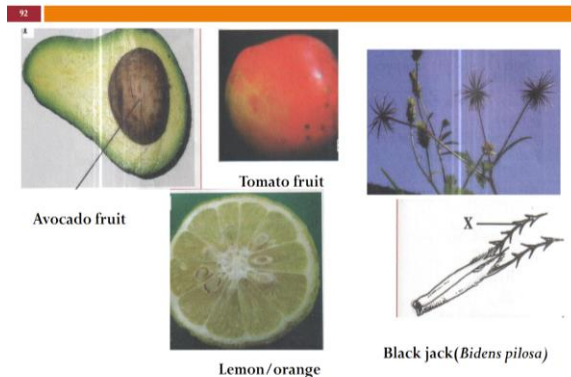 92
Tomato fruit
Avocado fruit
X
Lemon/orange
Black jack(Bidens pilosa)